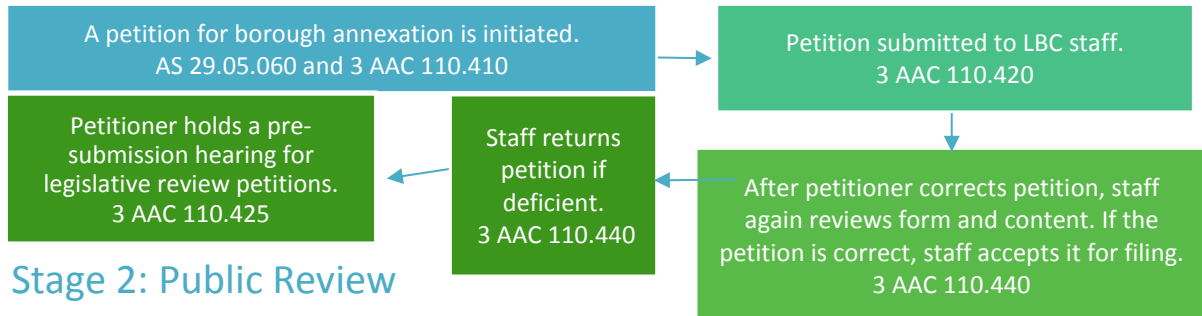 A petition for borough annexation is initiated.
AS 29.05.060 and 3 AAC 110.410
Petition submitted to LBC staff.
3 AAC 110.420
Petitioner holds a pre-
submission hearing for
legislative review petitions.
3 AAC 110.425
Staff returns
petition if
deficient.
3 AAC 110.440
After petitioner corrects petition, staff
again reviews form and content. If the
petition is correct, staff accepts it for filing.
3 AAC 110.440
Stage 2: Public Review